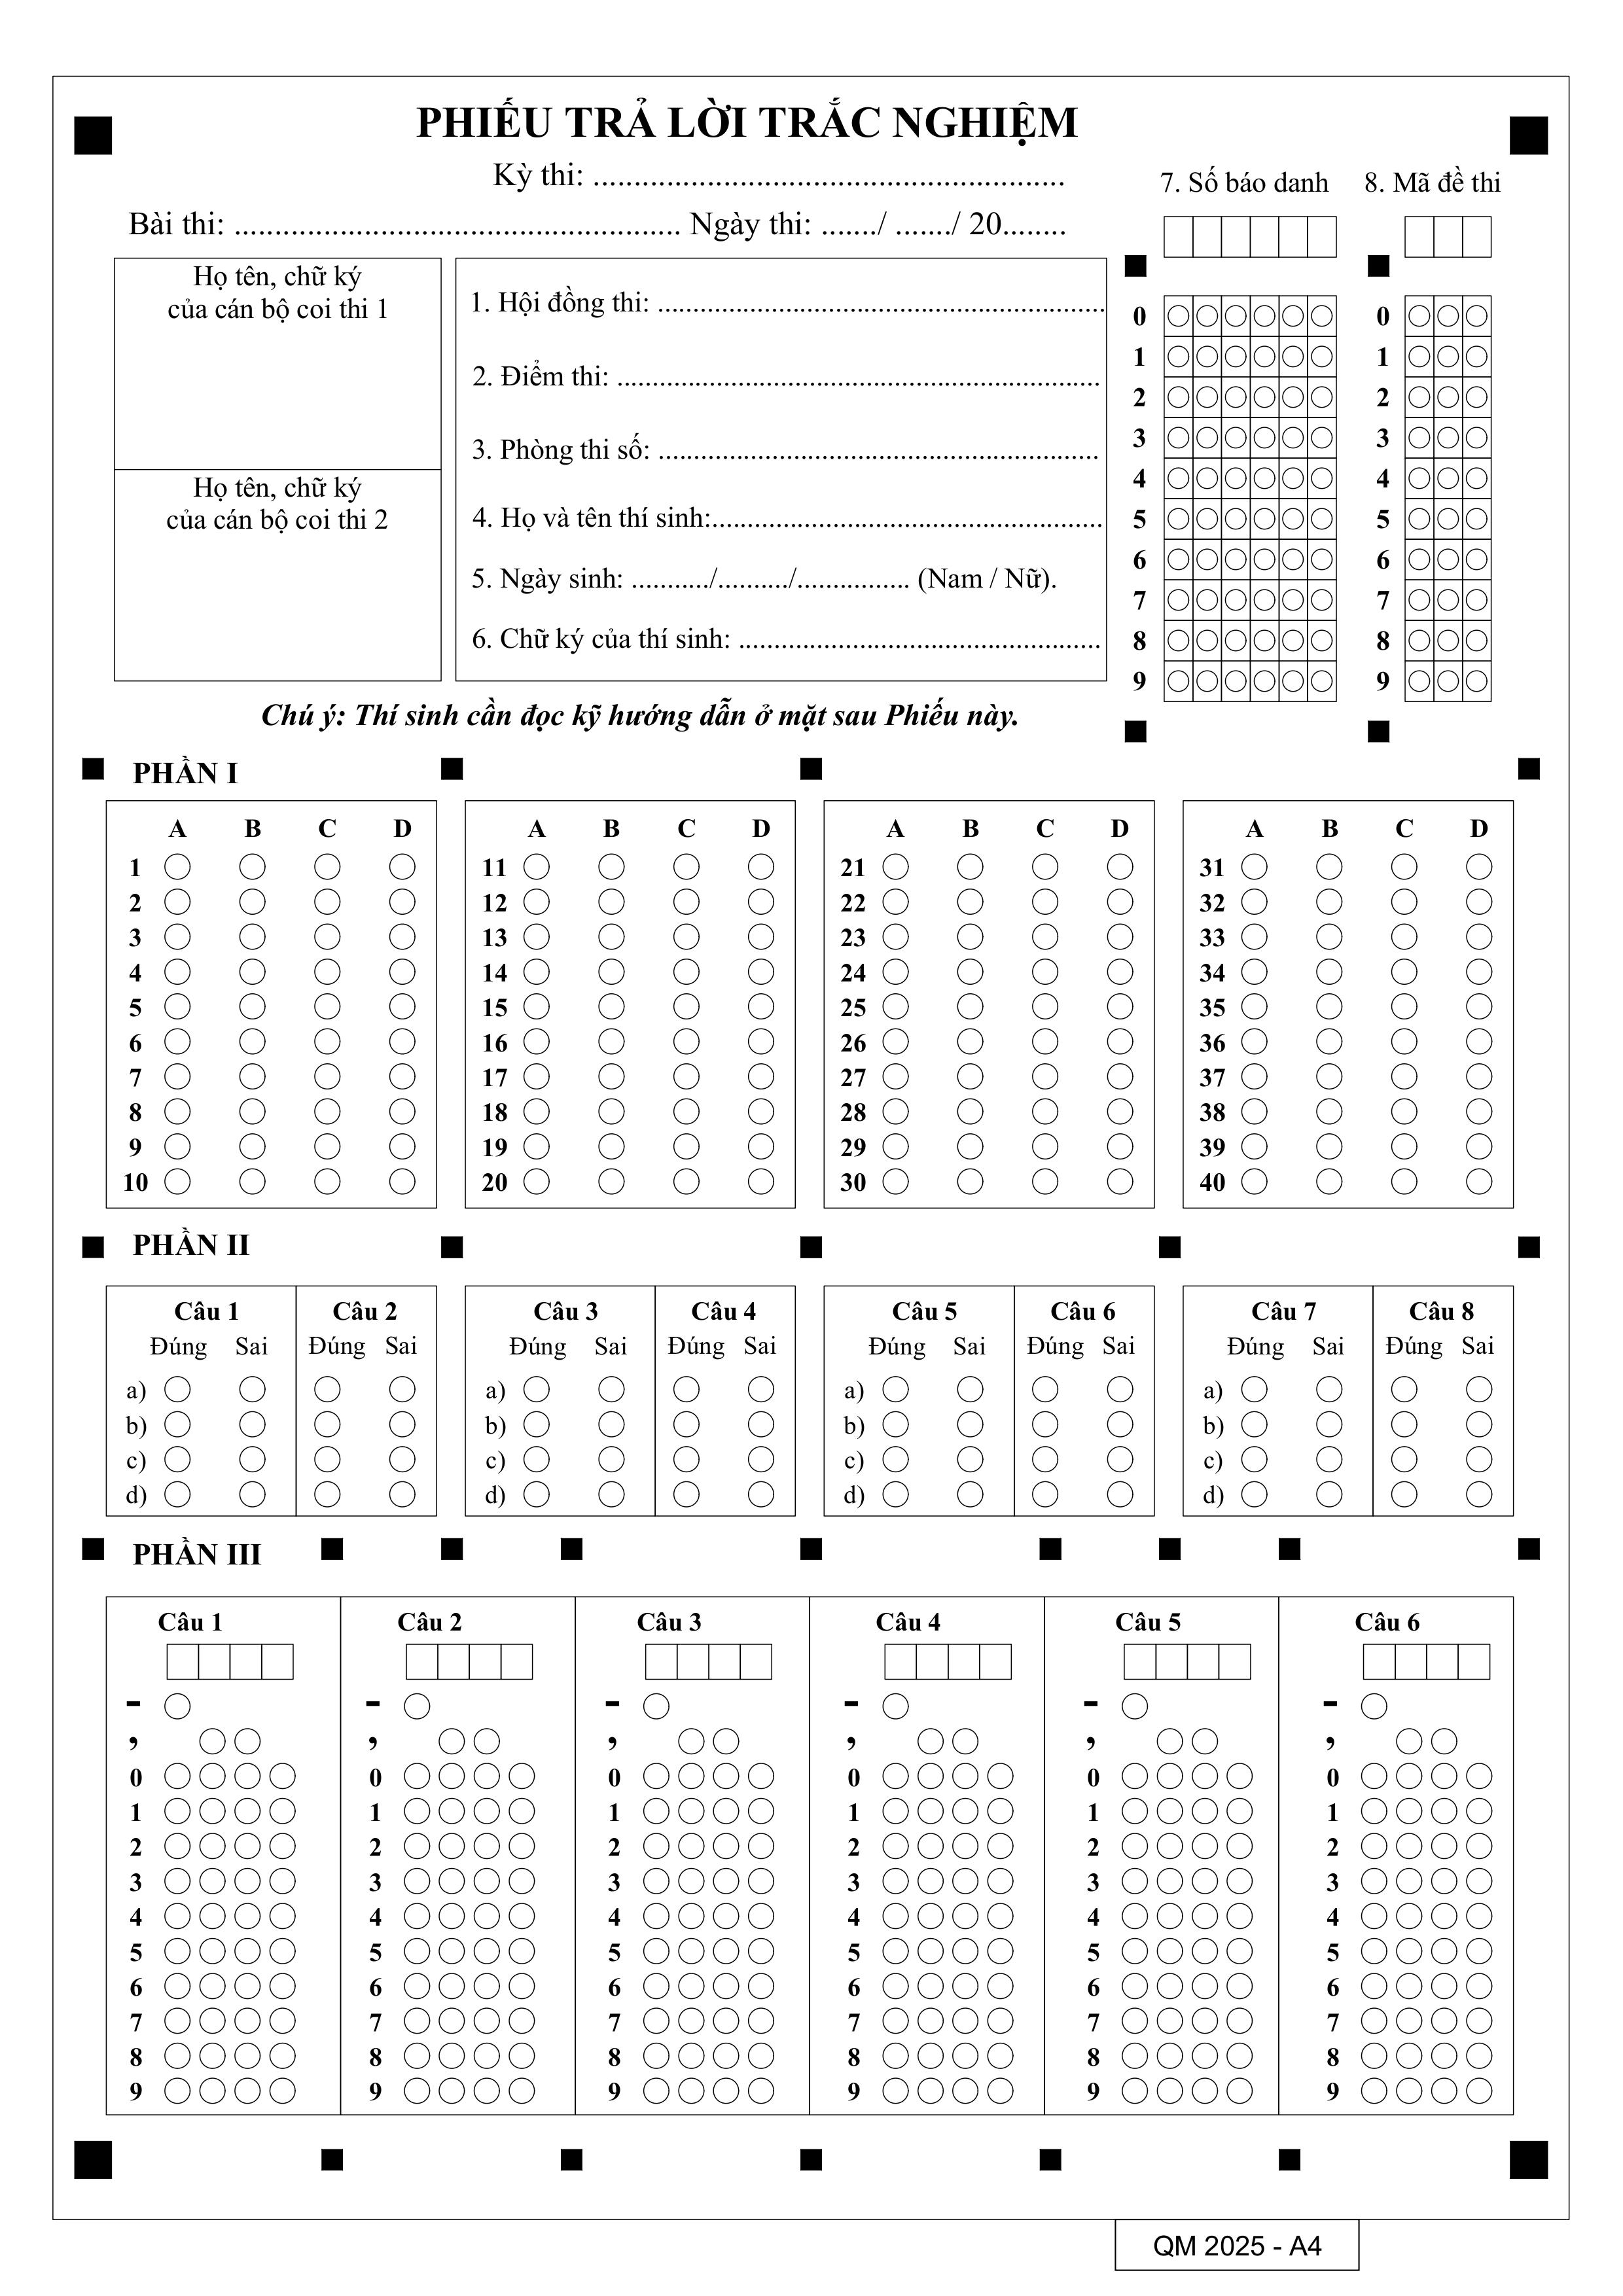 PHIẾU TRẢ LỜI TRẮC NGHIỆM
Kỳ thi: ..........................................................
Bài thi: ....................................................... Ngày thi: ......./ ......./ 20........
7. Số báo danh
8. Mã đề thi
Họ tên, chữ ký
của cán bộ coi thi 1
Họ tên, chữ ký
của cán bộ coi thi 2
1. Hội đồng thi: ...............................................................
2. Điểm thi: ....................................................................
3. Phòng thi số: ..............................................................
4. Họ và tên thí sinh:.......................................................
5. Ngày sinh: .........../........../................ (Nam / Nữ).
6. Chữ ký của thí sinh: ...................................................
0 0
1 1
2 2
3 3
4 4
5 5
6 6
7 7
8 8
9 9
Chú ý: Thí sinh cần đọc kỹ hướng dẫn ở mặt sau Phiếu này.
PHẦN I
A B C D A B C D A B C D A B C D
1 11 21 31
2 12 22 32
3 13 23 33
4 14 24 34
5 15 25 35
6 16 26 36
7 17 27 37
8 18 28 38
9 19 29 39
10 20 30 40
PHẦN II
Câu 1 Câu 2 Câu 3 Câu 4 Câu 5 Câu 6 Câu 7 Câu 8
Đúng Sai Đúng Sai Đúng Sai Đúng Sai Đúng Sai Đúng Sai Đúng Sai Đúng Sai
a) a) a) a)
b) b) b) b)
c) c) c) c)
d) d) d) d)
PHẦN III
Câu 1 Câu 2 Câu 3 Câu 4 Câu 5 Câu 6
- - - - - -
, , , , , ,
0 0 0 0 0 0
1 1 1 1 1 1
2 2 2 2 2 2
3 3 3 3 3 3
4 4 4 4 4 4
5 5 5 5 5 5
6 6 6 6 6 6
7 7 7 7 7 7
8 8 8 8 8 8
9 9 9 9 9 9
QM 2025 - A4